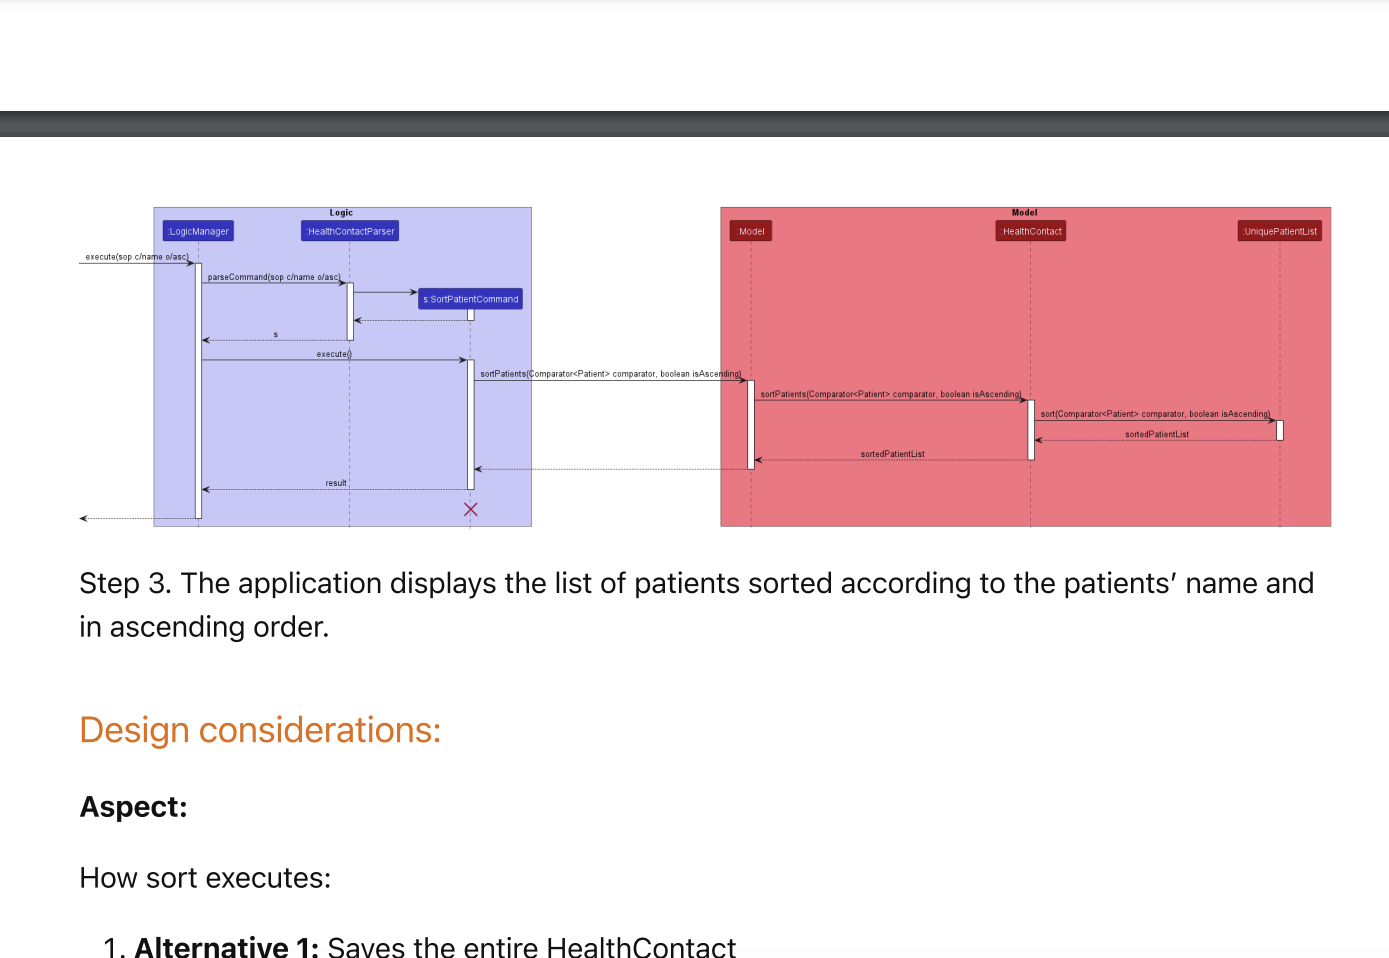 Logic
Model
:LogicManager
:HealthContactParser
:Model
:HealthContact
:UniquePatientList
execute(sop c/name o/asc)
parseCommand(sop c/name o/asc)
s:SortPatientCommand
s
execute()
sortPatients(Comparator<Patient> comparator, boolean isAscending)
sortPatients(Comparator<Patient> comparator, boolean isAscending)
sort(Comparator<Patient> comparator, boolean isAscending)
sortedPatientList
sortedPatientList
result
Step 3. The application displays the list of patients sorted according to the patients’ name and
in ascending order.
Design considerations:
Aspect:
How sort executes:
1. Alternative 1: Saves the entire HealthContact